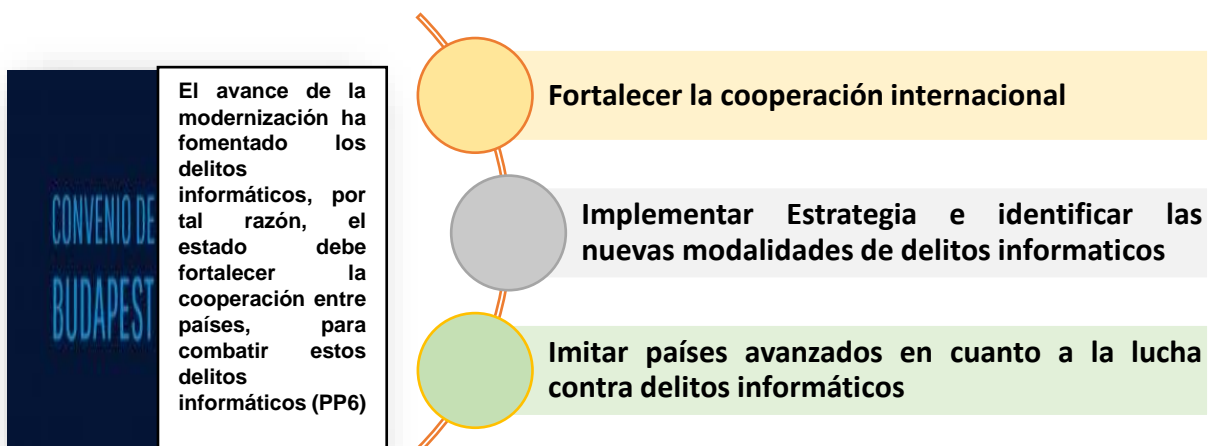 CONVENIO DE
BUDAPEST
El avance de la
modernización ha
fomentado los
delitos
informáticos, por
tal razón, el
estado debe
fortalecer la
cooperación entre
países, para
combatir estos
delitos
informáticos (PP6)
Fortalecer la cooperación internacional
Implementar Estrategia e identificar las
nuevas modalidades de delitos informaticos
Imitar países avanzados en cuanto a la lucha
contra delitos informáticos